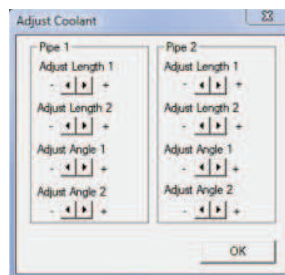 Adjust Coolant
Pipe 1
Adjust Length 1
- +
Adjust Length 2
- +
Adjust Angle 1
- +
Adjust Angle 2
- +
Pipe 2
Adjust Length 1
- +
Adjust Length 2
- +
Adjust Angle 1
- +
Adjust Angle 2
- +
OK